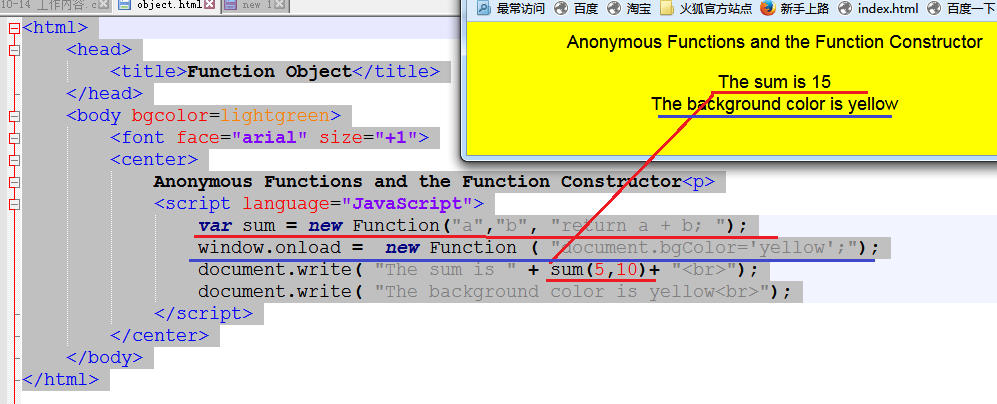 10-14 工作内容.c object.html new 1
最常访问 百度 淘宝 火狐官方站点 新手上路 index.html 百度一下
Anonymous Functions and the Function Constructor
The sum is 15
The background color is yellow
<html>
<head>
<title>Function Object</title>
</head>
<body bgcolor=lightgreen>
<font face="arial" size="+1">
<center>
Anonymous Functions and the Function Constructor<p>
<script language="JavaScript">
var sum = new Function("a","b", "return a + b; ");
window.onload =  new Function ( "document.bgColor='yellow';");
document.write( "The sum is " + sum(5,10)+ "<br>");
document.write( "The background color is yellow<br>");
</script>
</center>
</body>
</html>